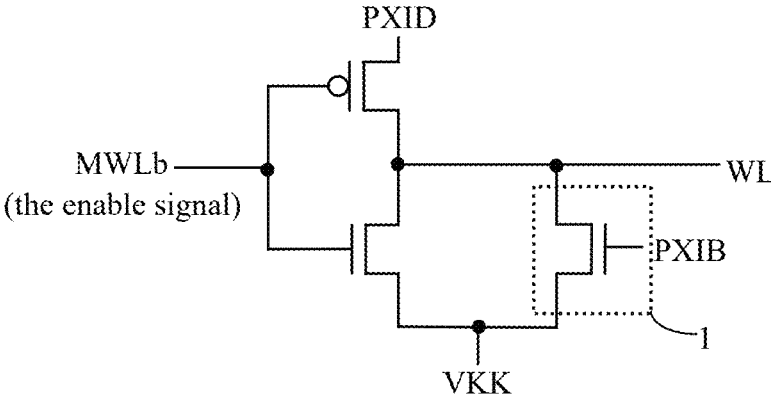 PXID
MWLb
(the enable signal)
WL
PXIB
1
VKK